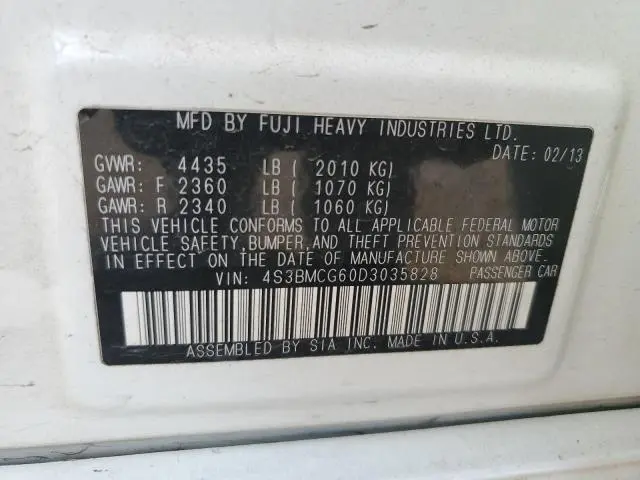 MFD BY FUJI HEAVY INDUSTRIES LTD.
DATE: 02/13
GVWR: 4435 LB ( 2010 KG)
GAWR: F 2360 LB ( 1070 KG)
GAWR: R 2340 LB ( 1060 KG)
THIS VEHICLE CONFORMS TO ALL APPLICABLE FEDERAL MOTOR
VEHICLE SAFETY,BUMPER,AND THEFT PREVENTION STANDARDS
IN EFFECT ON THE DATE OF MANUFACTURE SHOWN ABOVE.
VIN: 4S3BMCG60D3035828 PASSENGER CAR
ASSEMBLED BY SIA INC. MADE IN U.S.A.